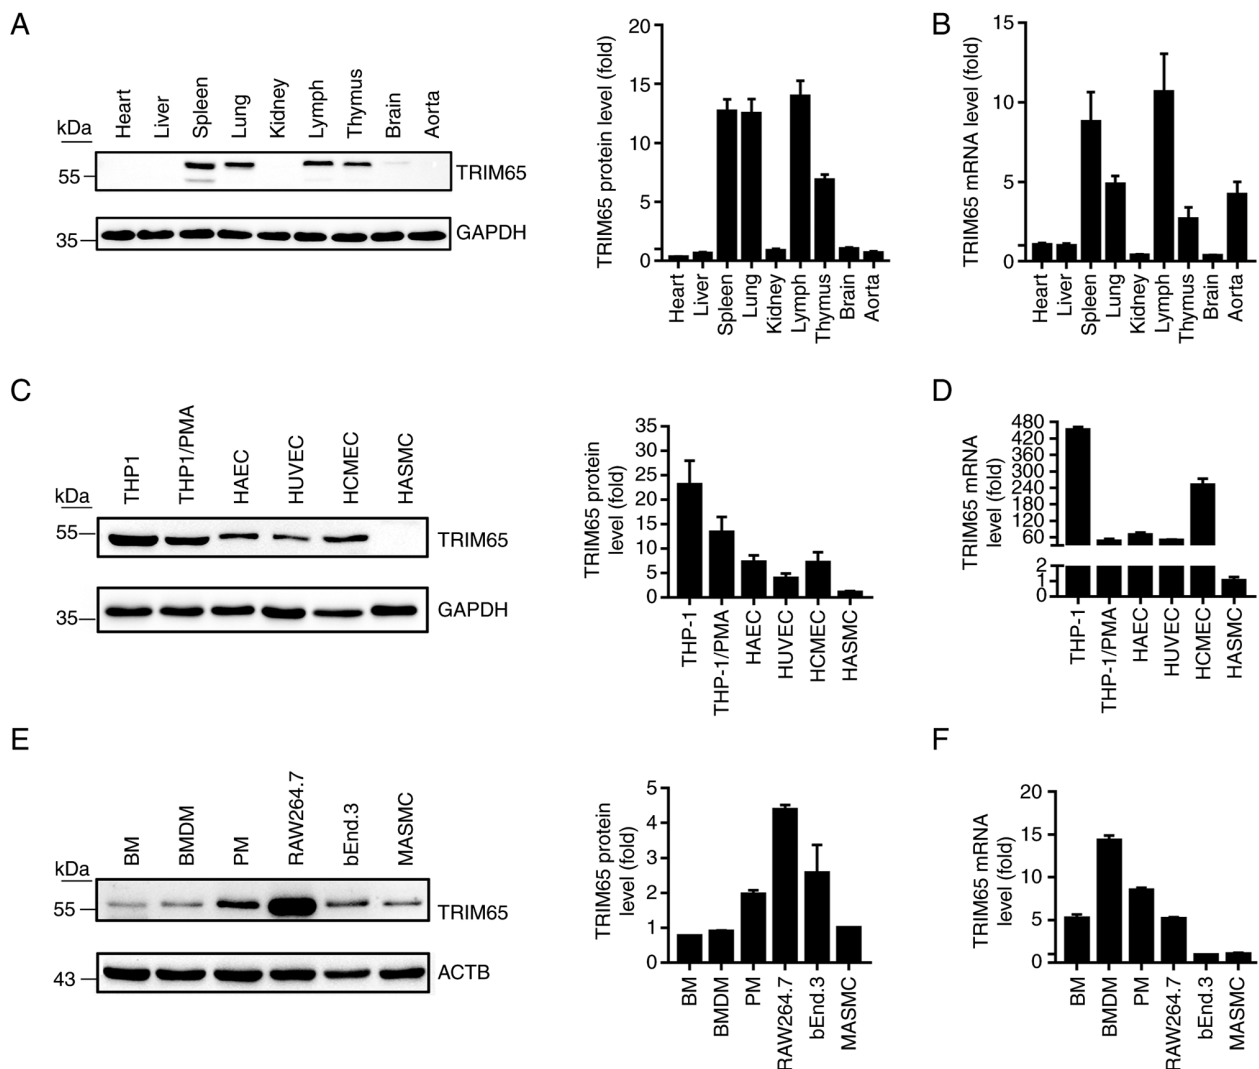 A
kDa
Heart
Liver
Spleen
Lung
Kidney
Lymph
Thymus
Brain
Aorta
55
TRIM65
35
GAPDH
TRIM65 protein level (fold)
20
15
10
5
0
Heart
Liver
Spleen
Lung
Kidney
Lymph
Thymus
Brain
Aorta
B
TRIM65 mRNA level (fold)
15
10
5
0
Heart
Liver
Spleen
Lung
Kidney
Lymph
Thymus
Brain
Aorta
C
kDa
THP1
THP1/PMA
HAEC
HUVEC
HCMEC
HASMC
55
TRIM65
35
GAPDH
TRIM65 protein
level (fold)
35
30
25
20
15
10
5
0
THP-1
THP-1/PMA
HAEC
HUVEC
HCMEC
HASMC
D
TRIM65 mRNA
level (fold)
480
420
360
300
240
180
120
60
2
1
0
THP-1
THP-1/PMA
HAEC
HUVEC
HCMEC
HASMC
E
kDa
BM
BMDM
PM
RAW264.7
bEnd.3
MASMC
55
TRIM65
43
ACTB
TRIM65 protein
level (fold)
5
4
3
2
1
0
BM
BMDM
PM
RAW264.7
bEnd.3
MASMC
F
TRIM65 mRNA
level (fold)
20
15
10
5
0
BM
BMDM
PM
RAW264.7
bEnd.3
MASMC